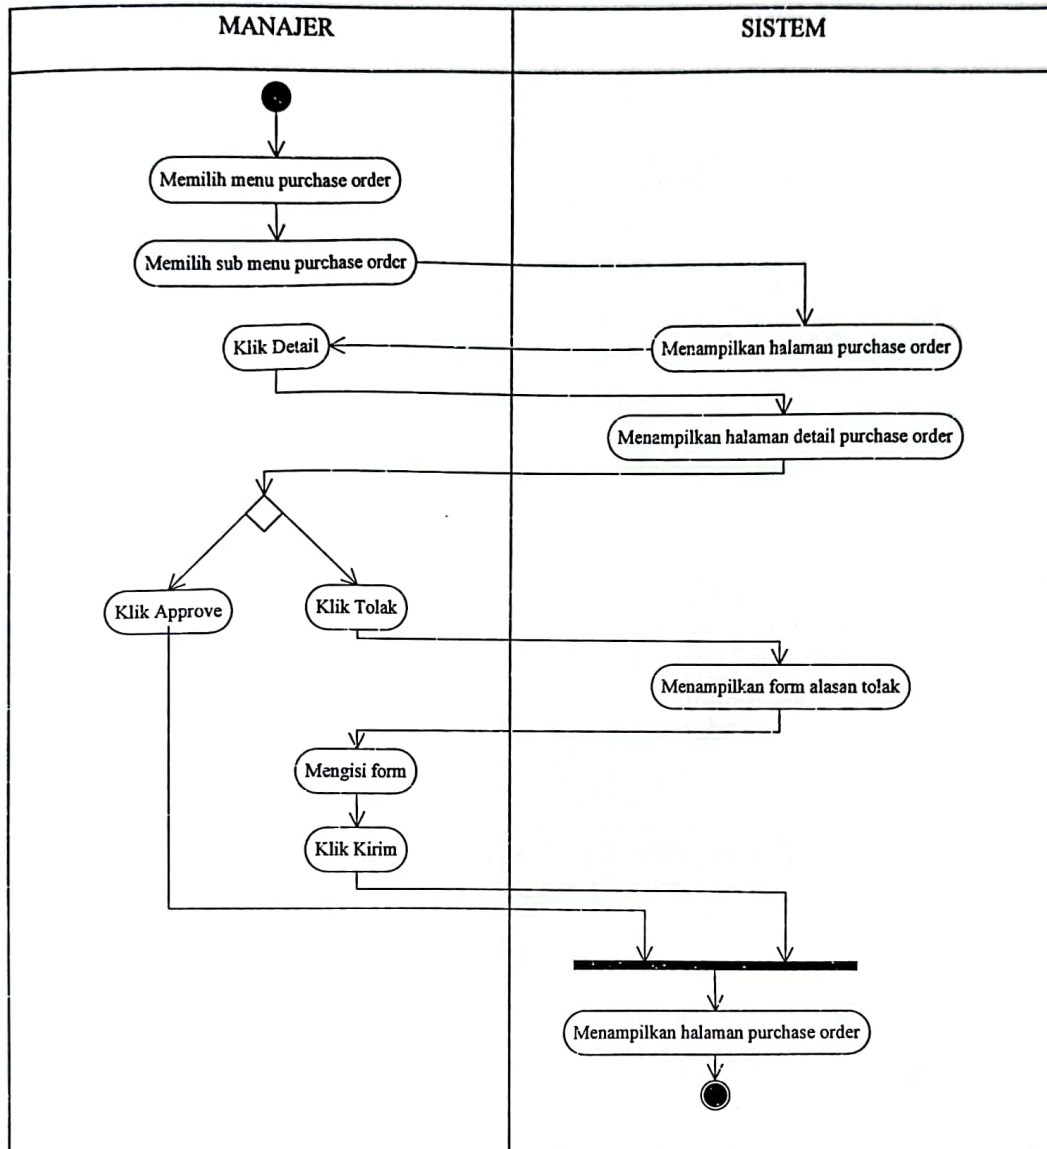 MANAJER
SISTEM
Memilih menu purchase order
Memilih sub menu purchase order
Klik Detail
Menampilkan halaman purchase order
Menampilkan halaman detail purchase order
Klik Approve
Klik Tolak
Menampilkan form alasan tolak
Mengisi form
Klik Kirim
Menampilkan halaman purchase order